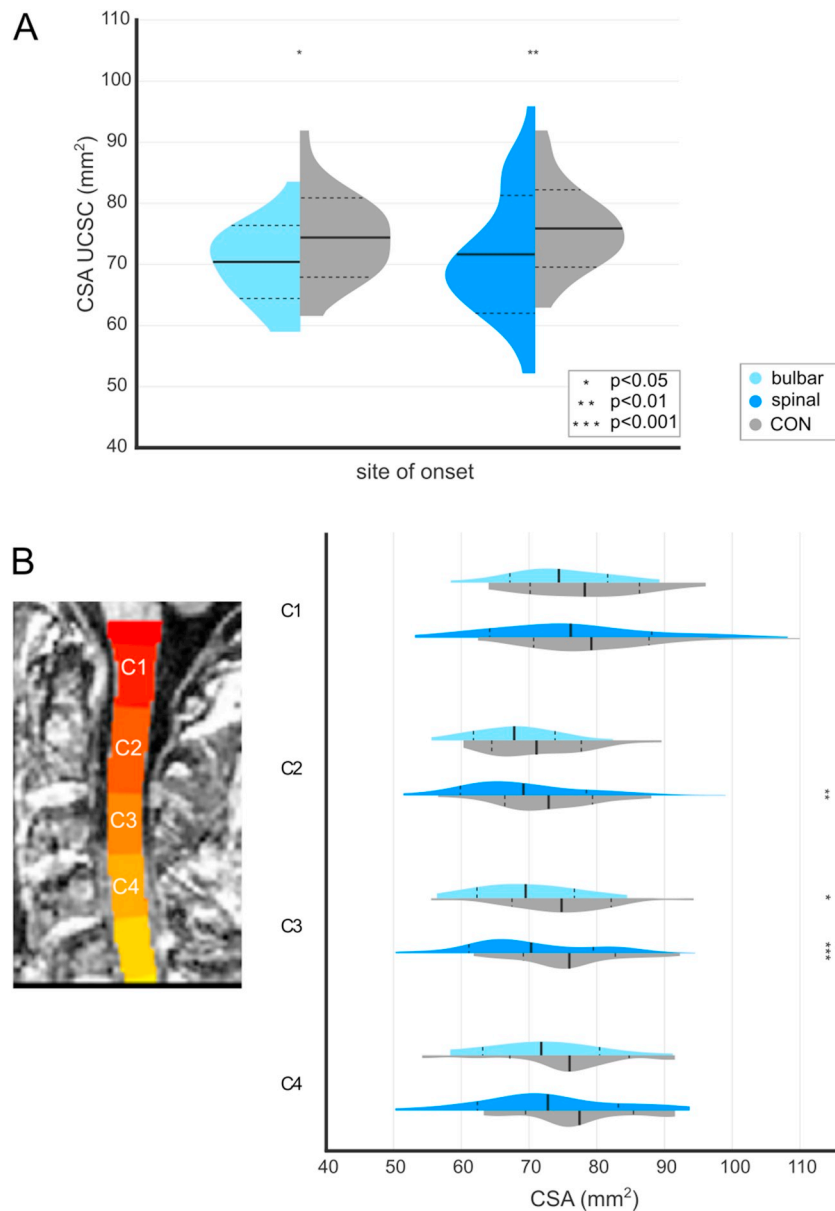 A
110
100
90
80
70
60
50
40
CSA UCSC (mm²)
*
**
* p<0.05
** p<0.01
*** p<0.001
site of onset
bulbar
spinal
CON
B
C1
C2
C3
C4
C1
C2
C3
C4
**
*
***
40 50 60 70 80 90 100 110
CSA (mm²)